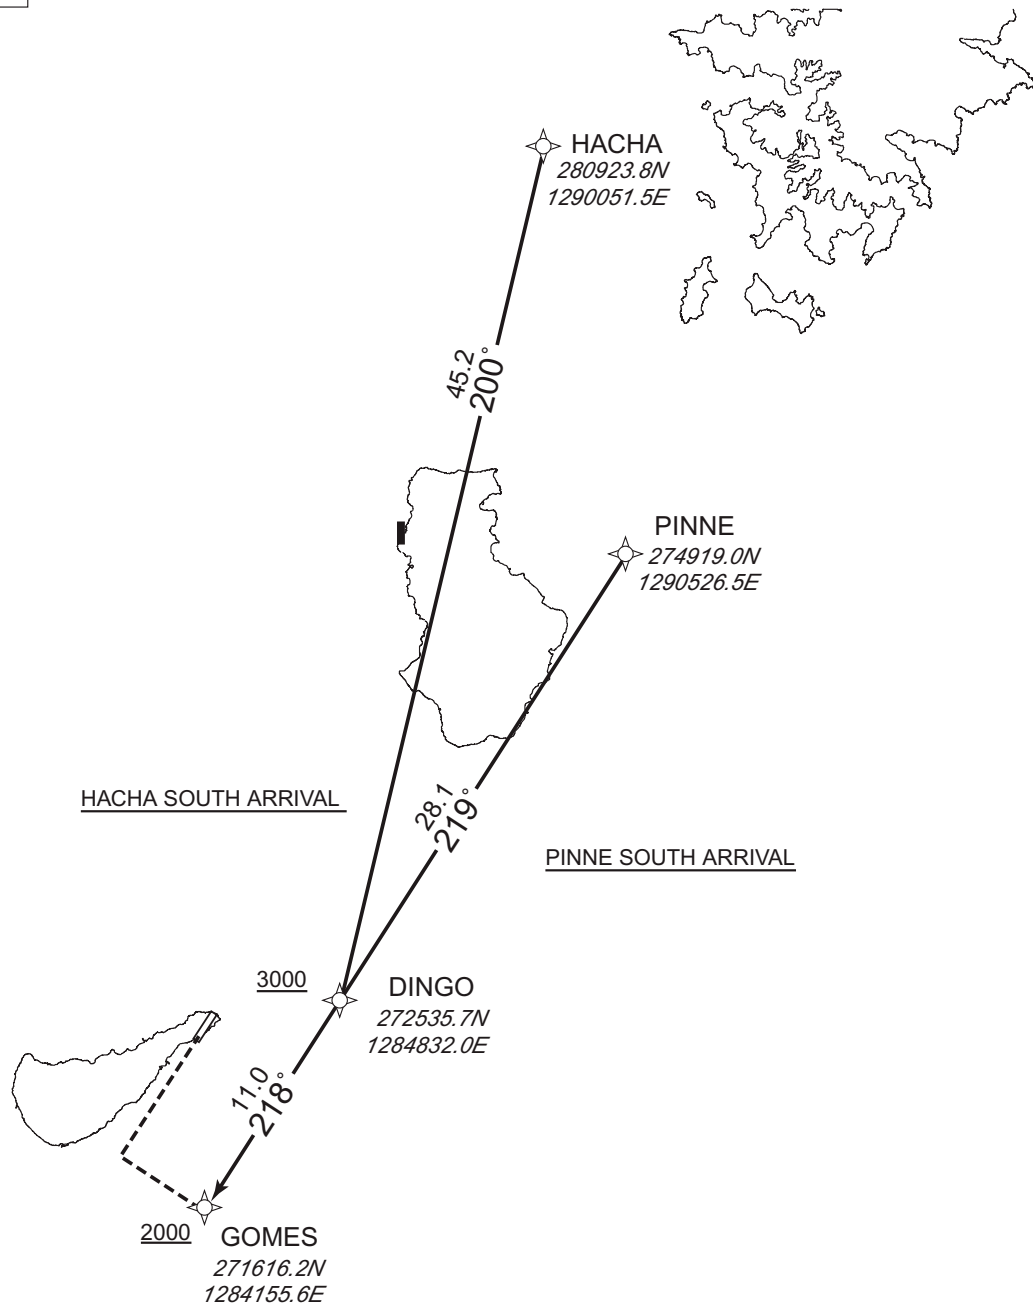 HACHA
280923.8N
1290051.5E
45.2
200°
PINNE
274919.0N
1290526.5E
28.1
219°
HACHA SOUTH ARRIVAL
PINNE SOUTH ARRIVAL
3000
DINGO
272535.7N
1284832.0E
11.0
218°
2000
GOMES
271616.2N
1284155.6E